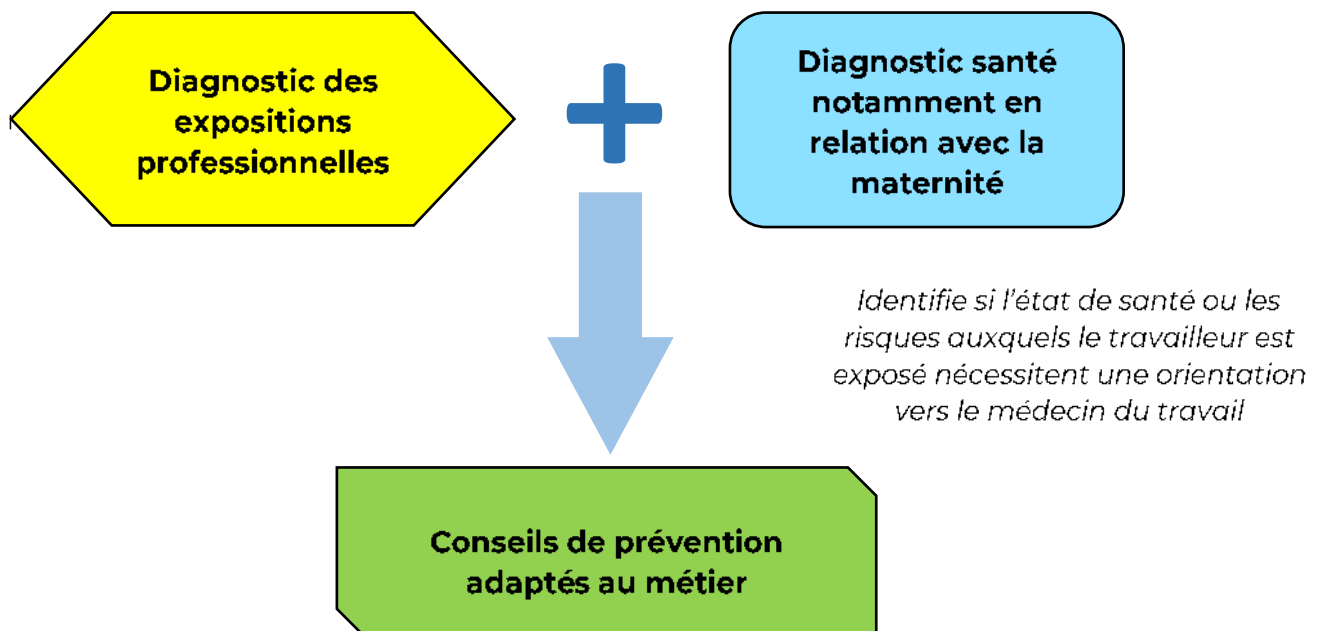 Diagnostic des
expositions
professionnelles
Diagnostic santé
notamment en
relation avec la
maternité
Identifie si l'état de santé ou les
risques auxquels le travailleur est
exposé nécessitent une orientation
vers le médecin du travail
Conseils de prévention
adaptés au métier